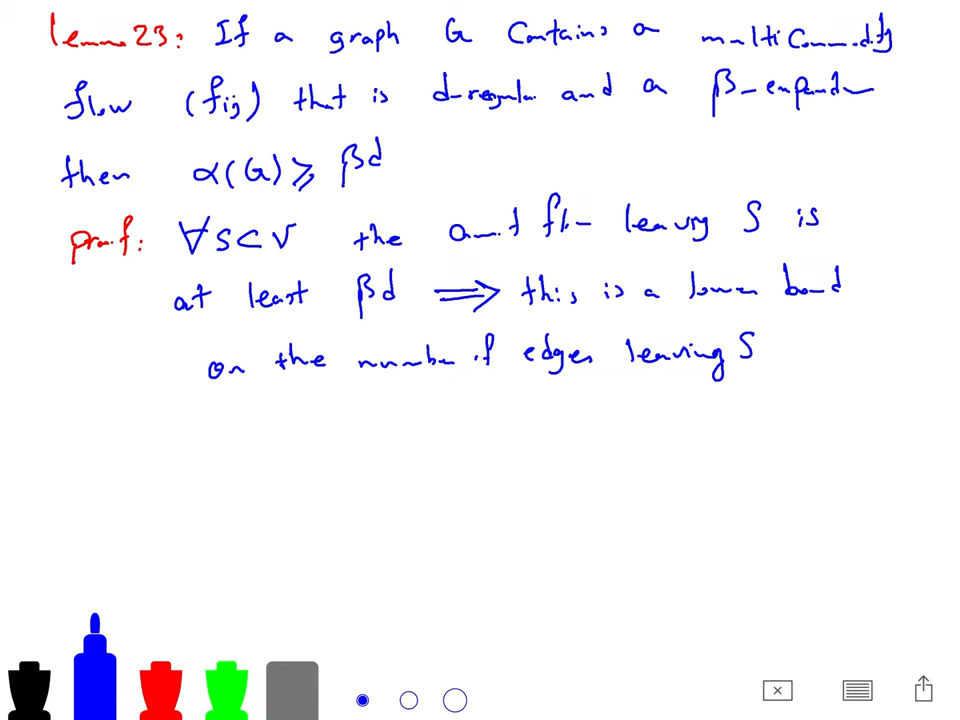 lemma 23: If a graph G Contains a multicommodity
flow (fij) that is d-regular and a β-expander
then α(G) ≥ βd
proof: ∀S⊂V the amt flow leaving S is
at least βd ⟹ this is a lower bound
on the number of edges leaving S